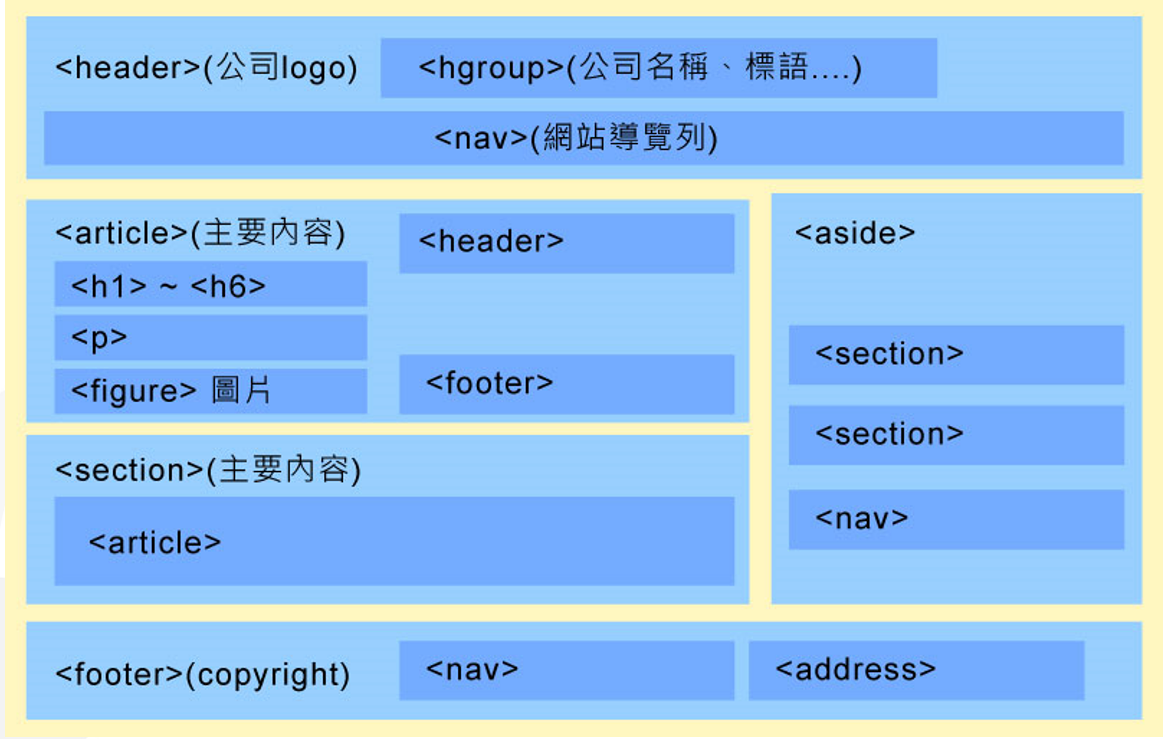 <header>(公司logo)
<hgroup>(公司名稱、標語....)
<nav>(網站導覽列)
<article>(主要內容)
<h1> ~ <h6>
<p>
<figure> 圖片
<header>
<footer>
<section>(主要內容)
<article>
<aside>
<section>
<section>
<nav>
<footer>(copyright)
<nav>
<address>